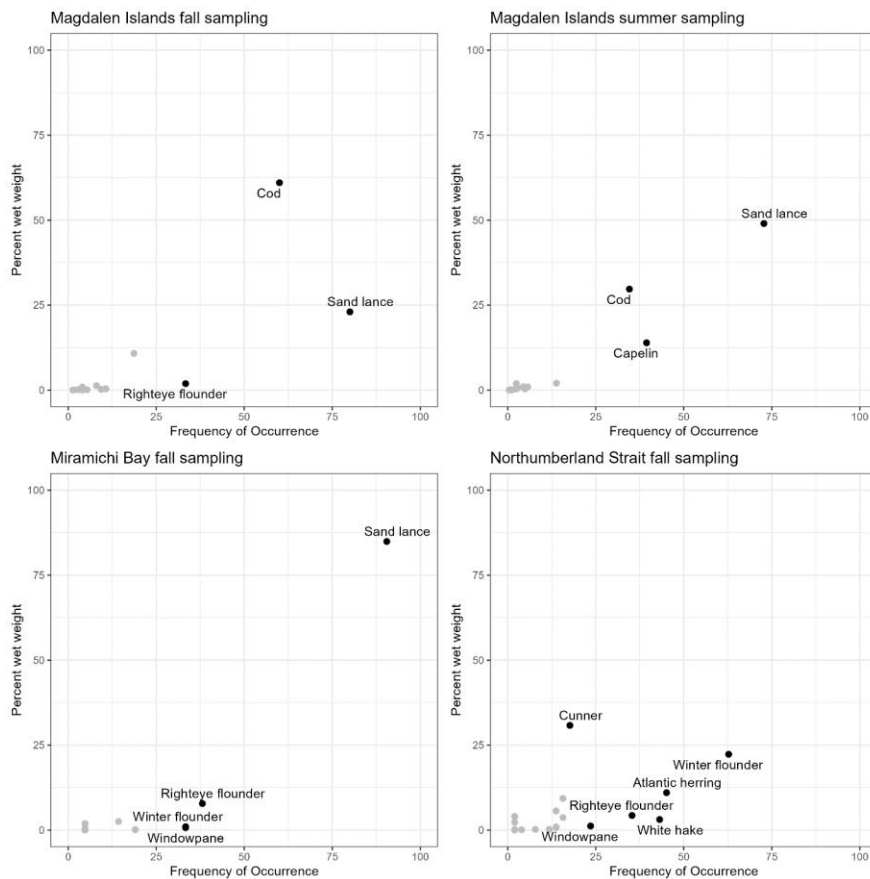 Magdalen Islands fall sampling
100
75
50
25
0
Percent wet weight
Cod
Sand lance
Righteye flounder
0 25 50 75 100
Frequency of Occurrence
Magdalen Islands summer sampling
100
75
50
25
0
Percent wet weight
Sand lance
Cod
Capelin
0 25 50 75 100
Frequency of Occurrence
Miramichi Bay fall sampling
100
75
50
25
0
Percent wet weight
Sand lance
Righteye flounder
Winter flounder
Windowpane
0 25 50 75 100
Frequency of Occurrence
Northumberland Strait fall sampling
100
75
50
25
0
Percent wet weight
Cunner
Winter flounder
Atlantic herring
Righteye flounder
White hake
Windowpane
0 25 50 75 100
Frequency of Occurrence